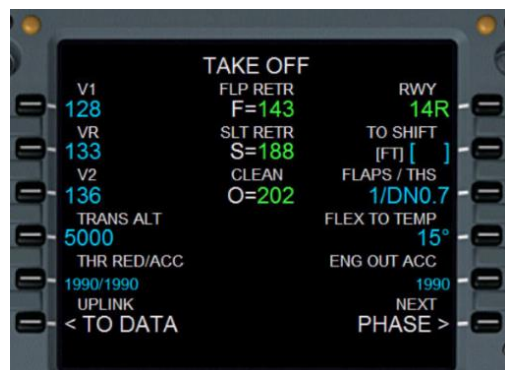 TAKE OFF
V1 FLP RETR RWY
128 F=143 14R
VR SLT RETR TO SHIFT
133 S=188 [FT] [ ]
V2 CLEAN FLAPS / THS
136 O=202 1/DN0.7
TRANS ALT FLEX TO TEMP
5000 15°
THR RED/ACC ENG OUT ACC
1990/1990 1990
UPLINK NEXT
< TO DATA PHASE >